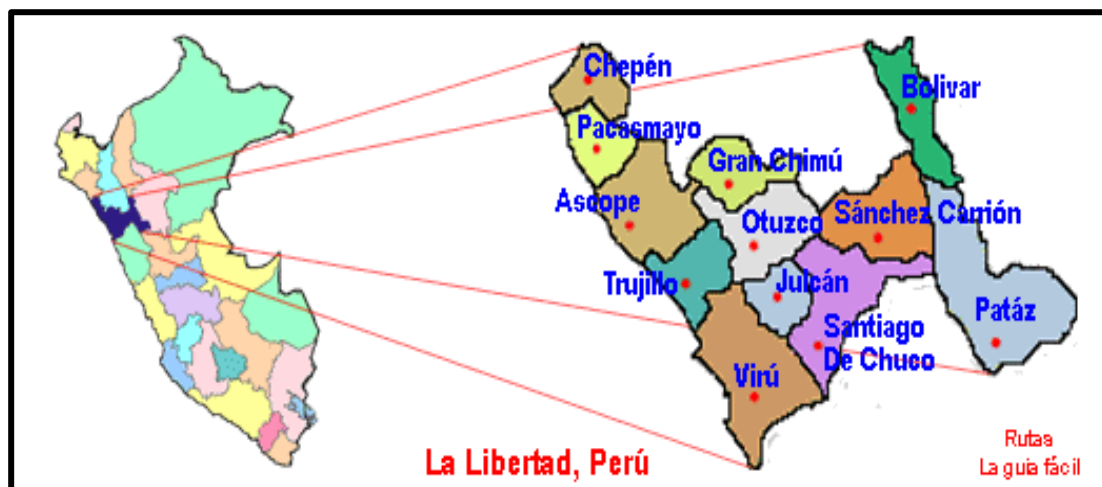 Chepén
Bolivar
Pacasmayo
Gran Chimú
Ascope
Otuzco
Sánchez Carrión
Trujillo
Julcán
Santiago
De Chuco
Patáz
Virú
La Libertad, Perú
Rutas
La guia fácil